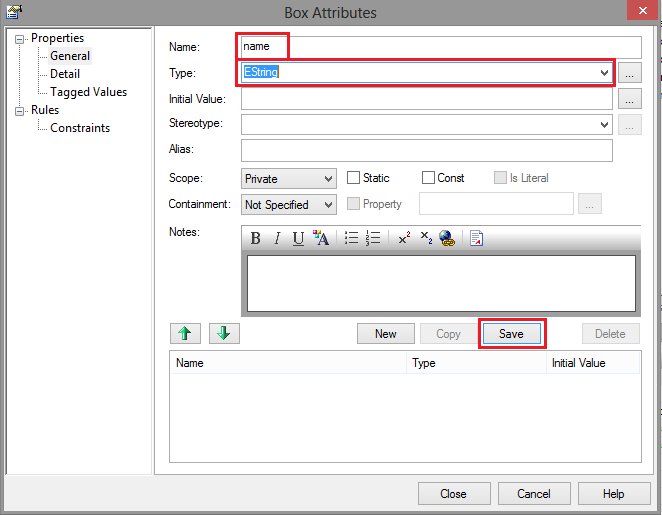 Box Attributes
Properties
General
Detail
Tagged Values
Rules
Constraints
Name: name
Type: EString ...
Initial Value: ...
Stereotype: ...
Alias:
Scope: Private Static Const Is Literal
Containment: Not Specified Property ...
Notes:
B I U A x² x₂
New Copy Save Delete
Name Type Initial Value
Close Cancel Help